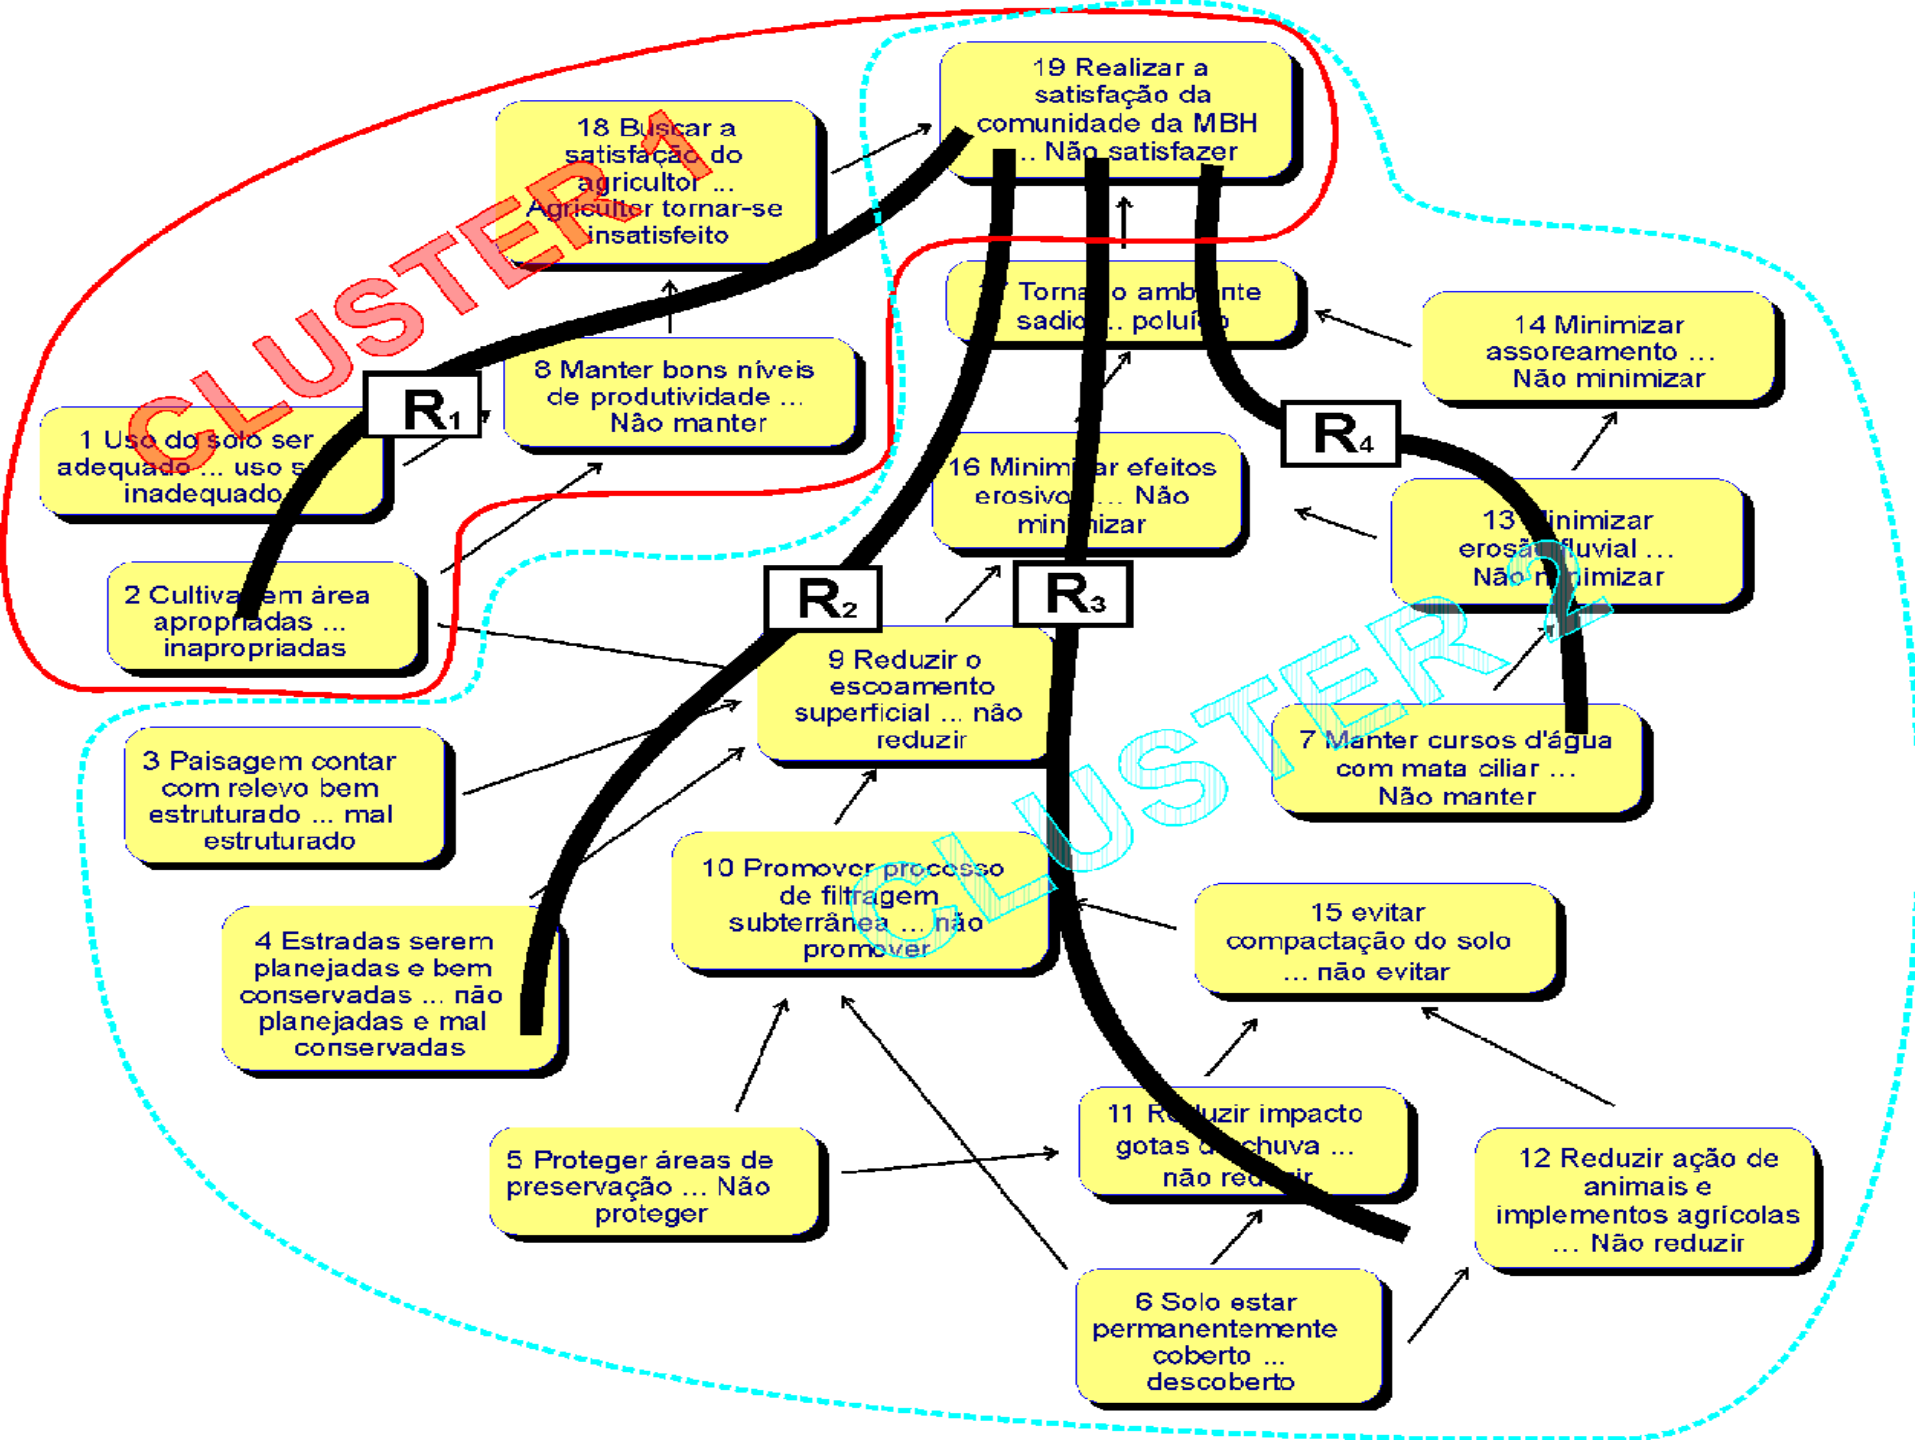 19 Realizar a
satisfação da
comunidade da MBH
... Não satisfazer
18 Buscar a
satisfação do
agricultor ...
Agricultor tornar-se
insatisfeito
CLUSTER 1
17 Tornar o ambiente
sadio ... poluído
14 Minimizar
assoreamento ...
Não minimizar
8 Manter bons níveis
de produtividade ...
Não manter
R1
1 Uso do solo ser
adequado ... uso
inadequado
R4
16 Minimizar efeitos
erosivos ... Não
minimizar
13 Minimizar
erosão fluvial ...
Não minimizar
2 Cultivar em área
apropriadas ...
inapropriadas
R2
R3
9 Reduzir o
escoamento
superficial ... não
reduzir
CLUSTER 2
7 Manter cursos d'água
com mata ciliar ...
Não manter
3 Paisagem contar
com relevo bem
estruturado ... mal
estruturado
10 Promover processo
de filtragem
subterrânea ... não
promover
15 evitar
compactação do solo
... não evitar
4 Estradas serem
planejadas e bem
conservadas ... não
planejadas e mal
conservadas
11 Reduzir impacto
gotas de chuva ...
não reduzir
5 Proteger áreas de
preservação ... Não
proteger
12 Reduzir ação de
animais e
implementos agrícolas
... Não reduzir
6 Solo estar
permanentemente
coberto ...
descoberto